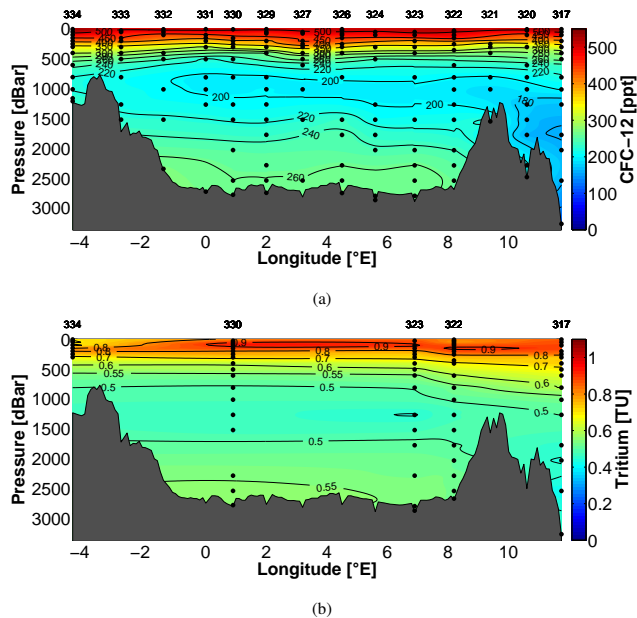 334 333 332 331 330 329 327 326 324 323 322 321 320 317
0
500
1000
1500
2000
2500
3000
Pressure [dBar]
500 450 400 350 300 260 240 220
200
200
180
220
240
260
−4 −2 0 2 4 6 8 10
Longitude [°E]
500
400
300
200
100
0
CFC−12 [ppt]
(a)
334 330 323 322 317
0
500
1000
1500
2000
2500
3000
Pressure [dBar]
0.8 0.9 0.9
0.8 0.8 0.8
0.7 0.7 0.7
0.6 0.6 0.6
0.55 0.55
0.5 0.5 0.5
0.5
0.55
−4 −2 0 2 4 6 8 10
Longitude [°E]
1
0.8
0.6
0.4
0.2
0
Tritium [TU]
(b)